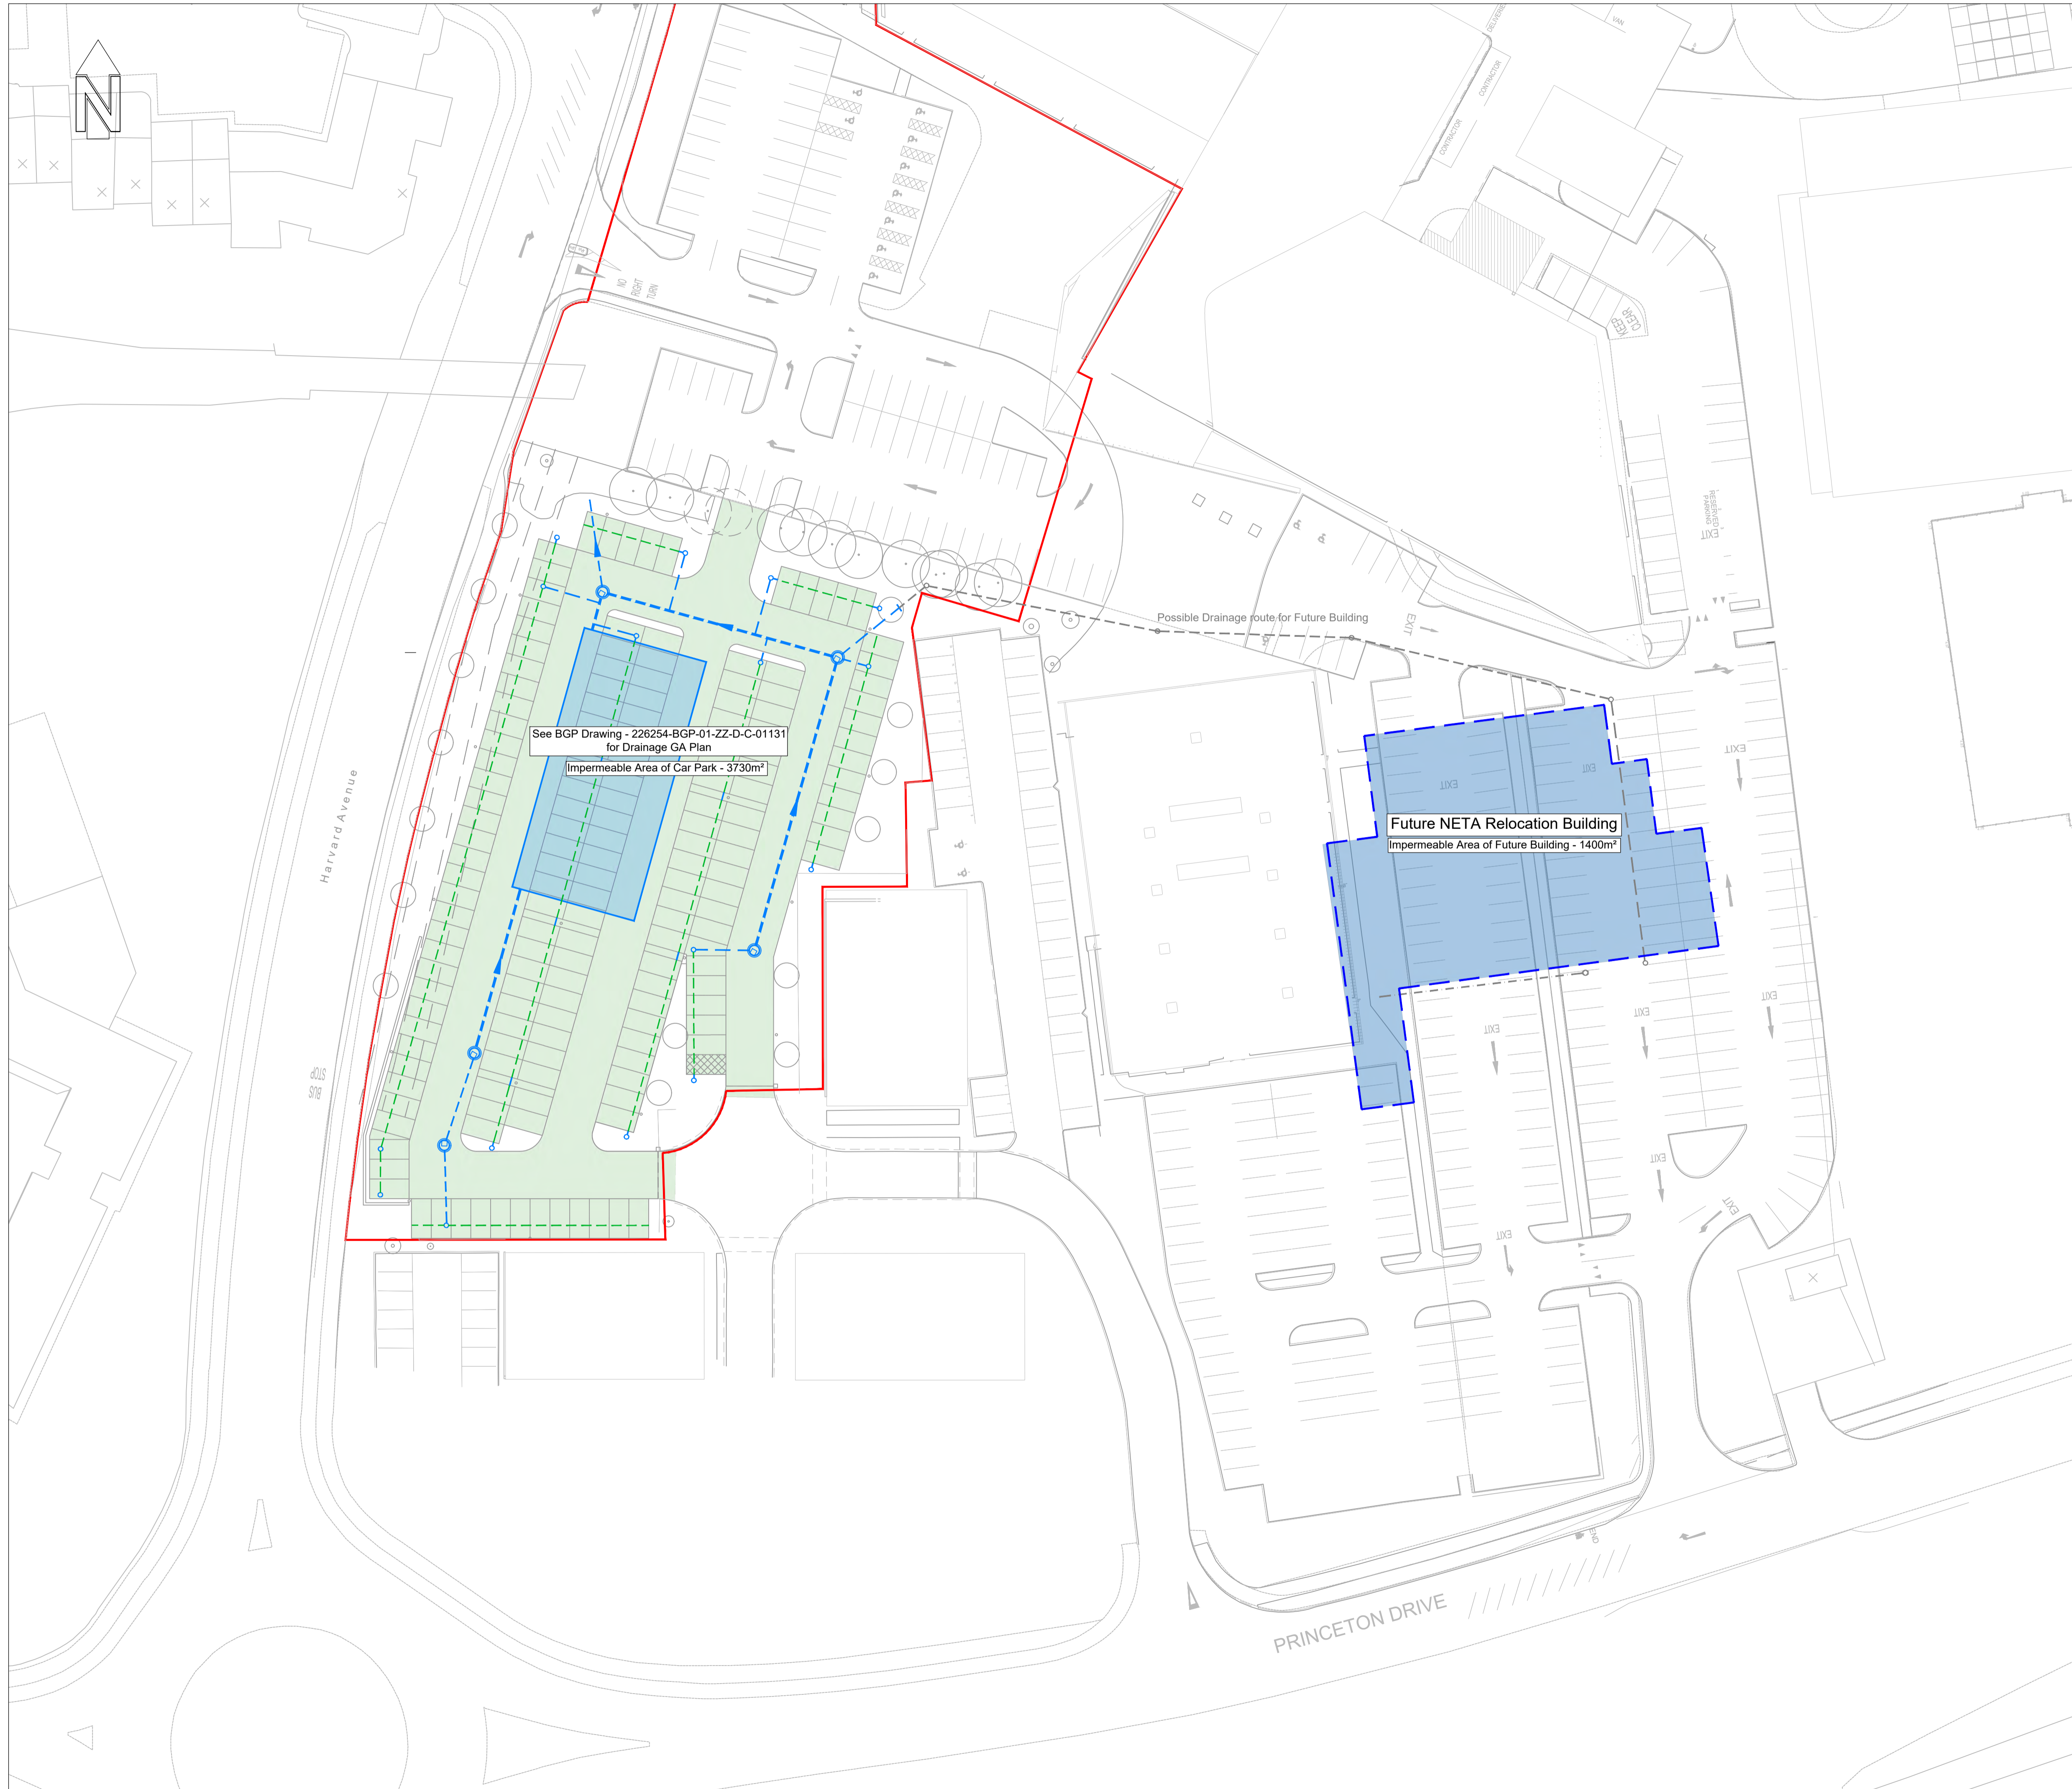 DELIVERIES
VAN
CONTRACTOR
CONTRACTOR
N
NO
RIGHT
TURN
KEEP
CLEAR
RESERVED
PARKING
EXIT
Possible Drainage route for Future Building
EXIT
See BGP Drawing - 226254-BGP-01-ZZ-D-C-01131
for Drainage GA Plan
Impermeable Area of Car Park - 3730m²
EXIT
EXIT
EXIT
Future NETA Relocation Building
Impermeable Area of Future Building - 1400m²
Harvard Avenue
EXIT
EXIT
EXIT
BUS
STOP
EXIT
EXIT
EXIT
END
PRINCETON DRIVE